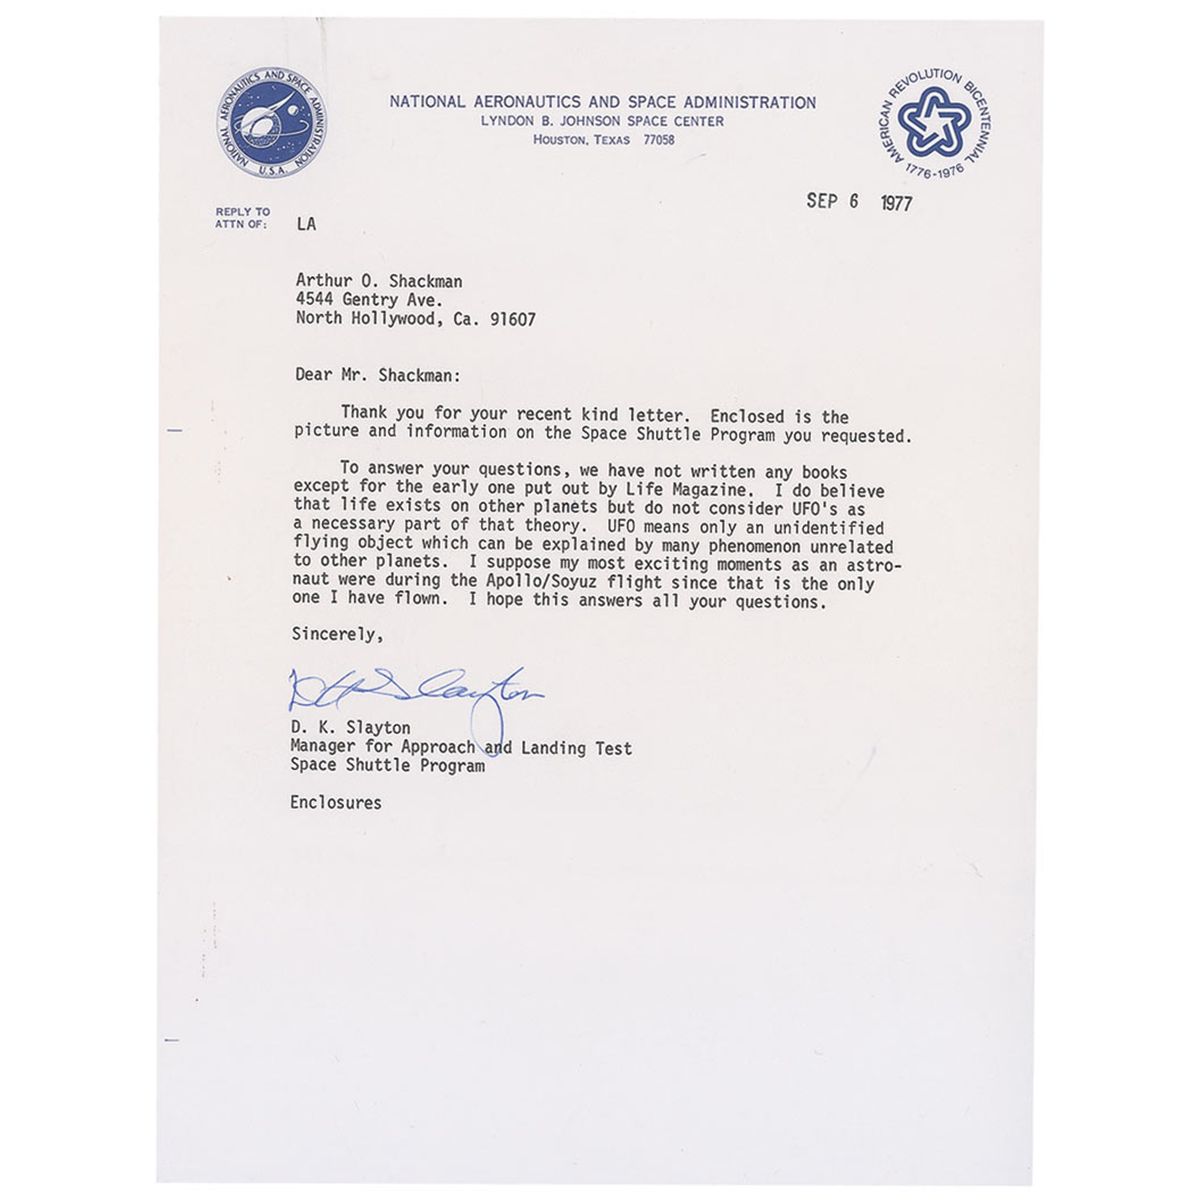 NATIONAL AERONAUTICS AND SPACE ADMINISTRATION
U.S.A.
NATIONAL AERONAUTICS AND SPACE ADMINISTRATION
LYNDON B. JOHNSON SPACE CENTER
HOUSTON, TEXAS 77058
AMERICAN REVOLUTION BICENTENNIAL
1776-1976
SEP 6 1977
REPLY TO
ATTN OF: LA
Arthur O. Shackman
4544 Gentry Ave.
North Hollywood, Ca. 91607
Dear Mr. Shackman:
Thank you for your recent kind letter. Enclosed is the
picture and information on the Space Shuttle Program you requested.
To answer your questions, we have not written any books
except for the early one put out by Life Magazine. I do believe
that life exists on other planets but do not consider UFO's as
a necessary part of that theory. UFO means only an unidentified
flying object which can be explained by many phenomenon unrelated
to other planets. I suppose my most exciting moments as an astro-
naut were during the Apollo/Soyuz flight since that is the only
one I have flown. I hope this answers all your questions.
Sincerely,
DK Slayton
D. K. Slayton
Manager for Approach and Landing Test
Space Shuttle Program
Enclosures